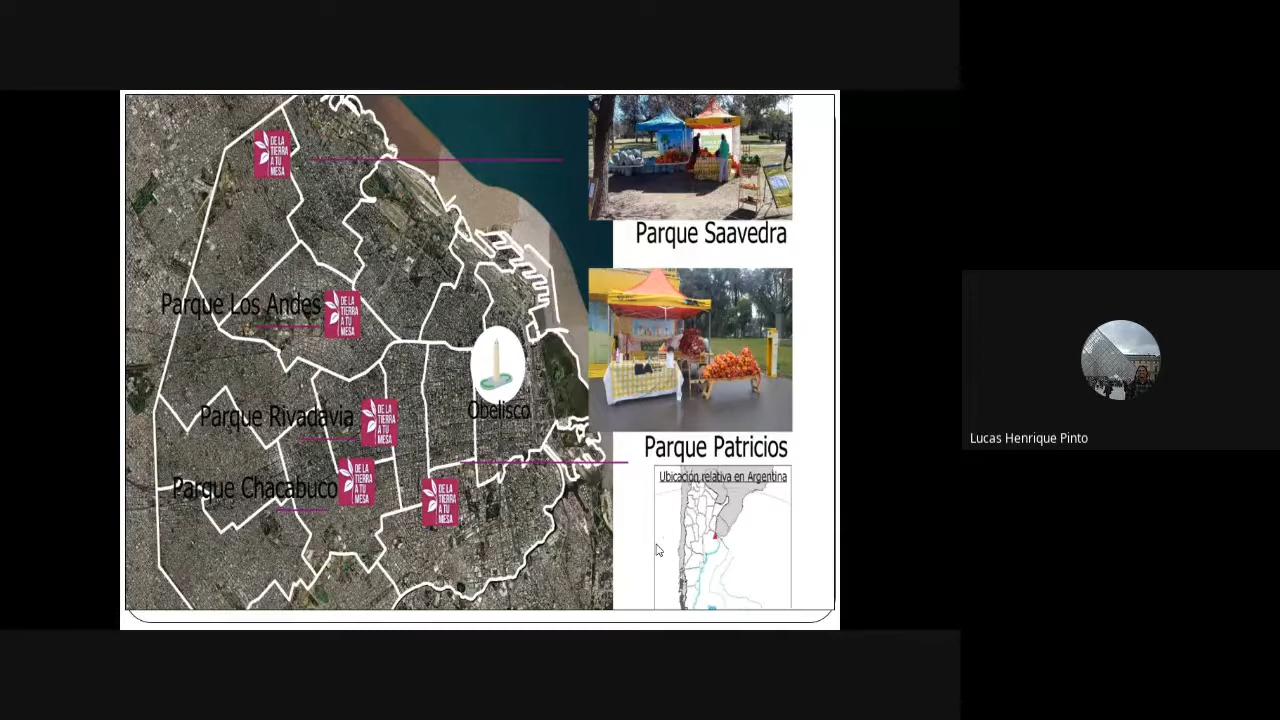 DE LA
TIERRA
A TU
MESA
Parque Saavedra
Parque Los Andes
DE LA
TIERRA
A TU
MESA
Parque Rivadavia
DE LA
TIERRA
A TU
MESA
Obelisco
Parque Chacabuco
DE LA
TIERRA
A TU
MESA
DE LA
TIERRA
A TU
MESA
Parque Patricios
Ubicación relativa en Argentina
Lucas Henrique Pinto